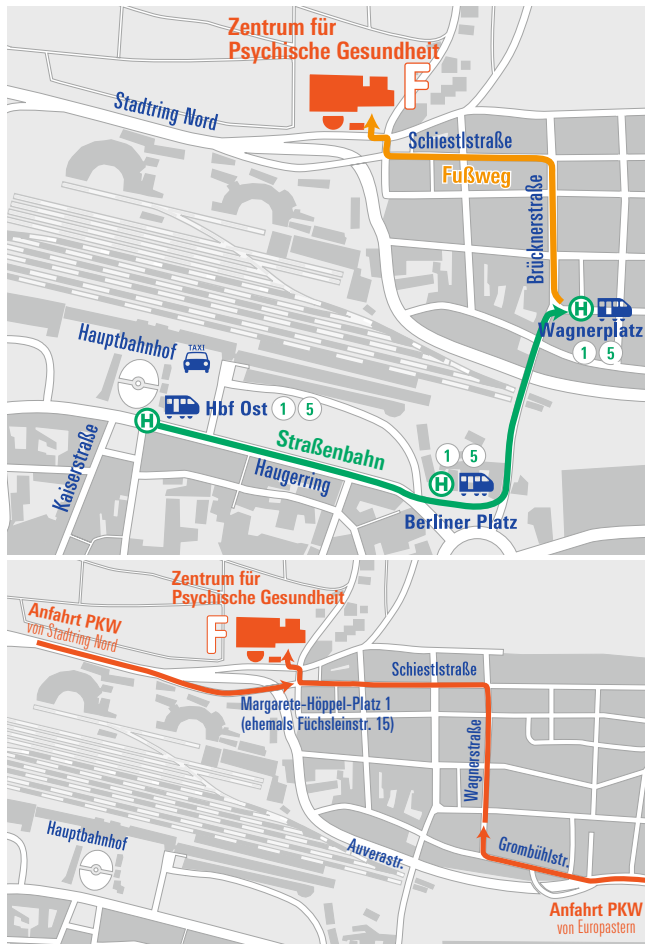 Zentrum für
Psychische Gesundheit
F
Stadtring Nord
Schiestlstraße
Fußweg
Brücknerstraße
H
Wagnerplatz
1 5
Hauptbahnhof
TAXI
Hbf Ost 1 5
H
Straßenbahn
Haugerring
Kaiserstraße
1 5
H
Berliner Platz
Zentrum für
Psychische Gesundheit
F
Anfahrt PKW
von Stadtring Nord
Schiestlstraße
Margarete-Höppel-Platz 1
(ehemals Füchsleinstr. 15)
Wagnerstraße
Hauptbahnhof
Auverastr.
Grombühlstr.
Anfahrt PKW
von Europastern